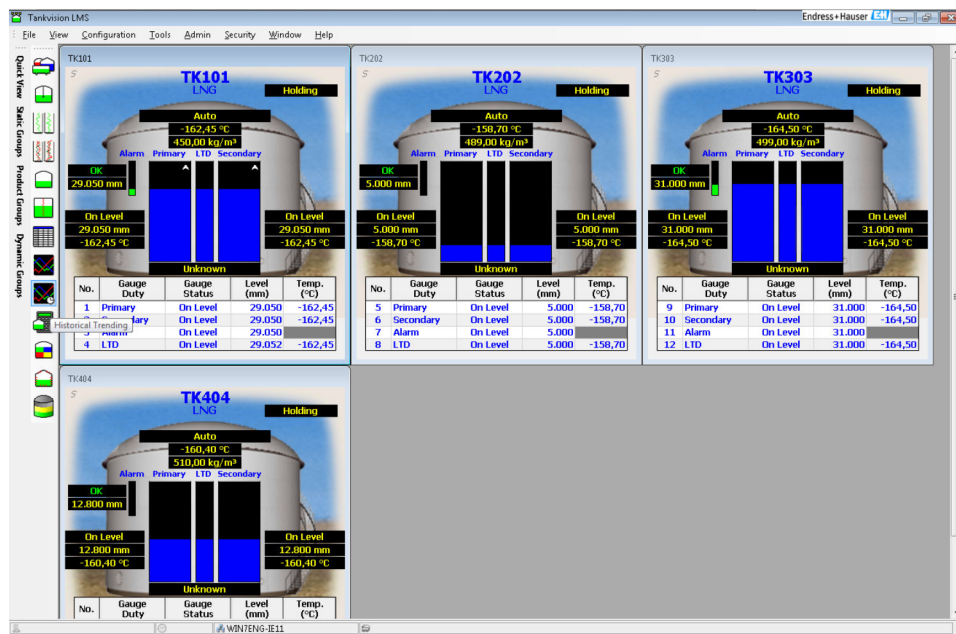 Tankvision LMS
Endress+Hauser EH
File View Configuration Tools Admin Security Window Help
Quick View
Static Groups
Product Groups
Dynamic Groups
Historical Trending
TK101
S
TK101
LNG
Holding
Auto
-162,45 °C
450,00 kg/m³
Alarm Primary LTD Secondary
OK
29.050 mm
On Level
29.050 mm
-162,45 °C
On Level
29.050 mm
-162,45 °C
Unknown
No. Gauge Duty Gauge Status Level (mm) Temp. (°C)
1 Primary On Level 29.050 -162,45
dary On Level 29.050 -162,45
Alarm On Level 29.050
4 LTD On Level 29.052 -162,45
TK202
S
TK202
LNG
Holding
Auto
-158,70 °C
489,00 kg/m³
Alarm Primary LTD Secondary
OK
5.000 mm
On Level
5.000 mm
-158,70 °C
On Level
5.000 mm
-158,70 °C
Unknown
No. Gauge Duty Gauge Status Level (mm) Temp. (°C)
5 Primary On Level 5.000 -158,70
6 Secondary On Level 5.000 -158,70
7 Alarm On Level 5.000
8 LTD On Level 5.000 -158,70
TK303
S
TK303
LNG
Holding
Auto
-164,50 °C
499,00 kg/m³
Alarm Primary LTD Secondary
OK
31.000 mm
On Level
31.000 mm
-164,50 °C
On Level
31.000 mm
-164,50 °C
Unknown
No. Gauge Duty Gauge Status Level (mm) Temp. (°C)
9 Primary On Level 31.000 -164,50
10 Secondary On Level 31.000 -164,50
11 Alarm On Level 31.000
12 LTD On Level 31.000 -164,50
TK404
S
TK404
LNG
Holding
Auto
-160,40 °C
510,00 kg/m³
Alarm Primary LTD Secondary
OK
12.800 mm
On Level
12.800 mm
-160,40 °C
On Level
12.800 mm
-160,40 °C
Unknown
No. Gauge Duty Gauge Status Level (mm) Temp. (°C)
WIN7ENG-IE11